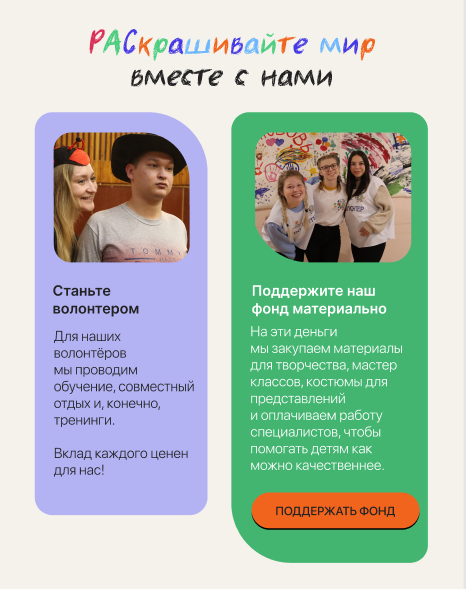 РАСкрашивайте мир
вместе с нами
TOMMY
Станьте
волонтером
Для наших
волонтёров
мы проводим
обучение, совместный
отдых и, конечно,
тренинги.
Вклад каждого ценен
для нас!
Поддержите наш
фонд материально
На эти деньги
мы закупаем материалы
для творчества, мастер
классов, костюмы для
представлений
и оплачиваем работу
специалистов, чтобы
помогать детям как
можно качественнее.
ПОДДЕРЖАТЬ ФОНД